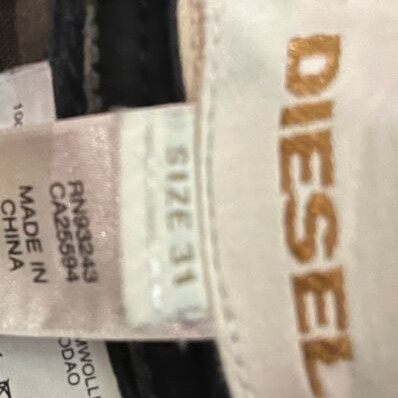 DIESEL
SIZE 31
RN93243
CA25594
MADE IN
CHINA